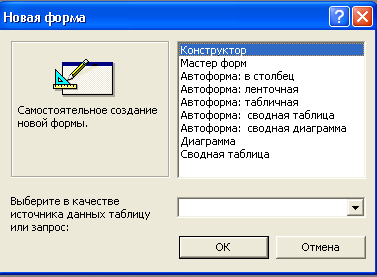 Новая форма
Самостоятельное создание
новой формы.
Конструктор
Мастер форм
Автоформа: в столбец
Автоформа: ленточная
Автоформа: табличная
Автоформа: сводная таблица
Автоформа: сводная диаграмма
Диаграмма
Сводная таблица
Выберите в качестве
источника данных таблицу
или запрос:
ОК
Отмена